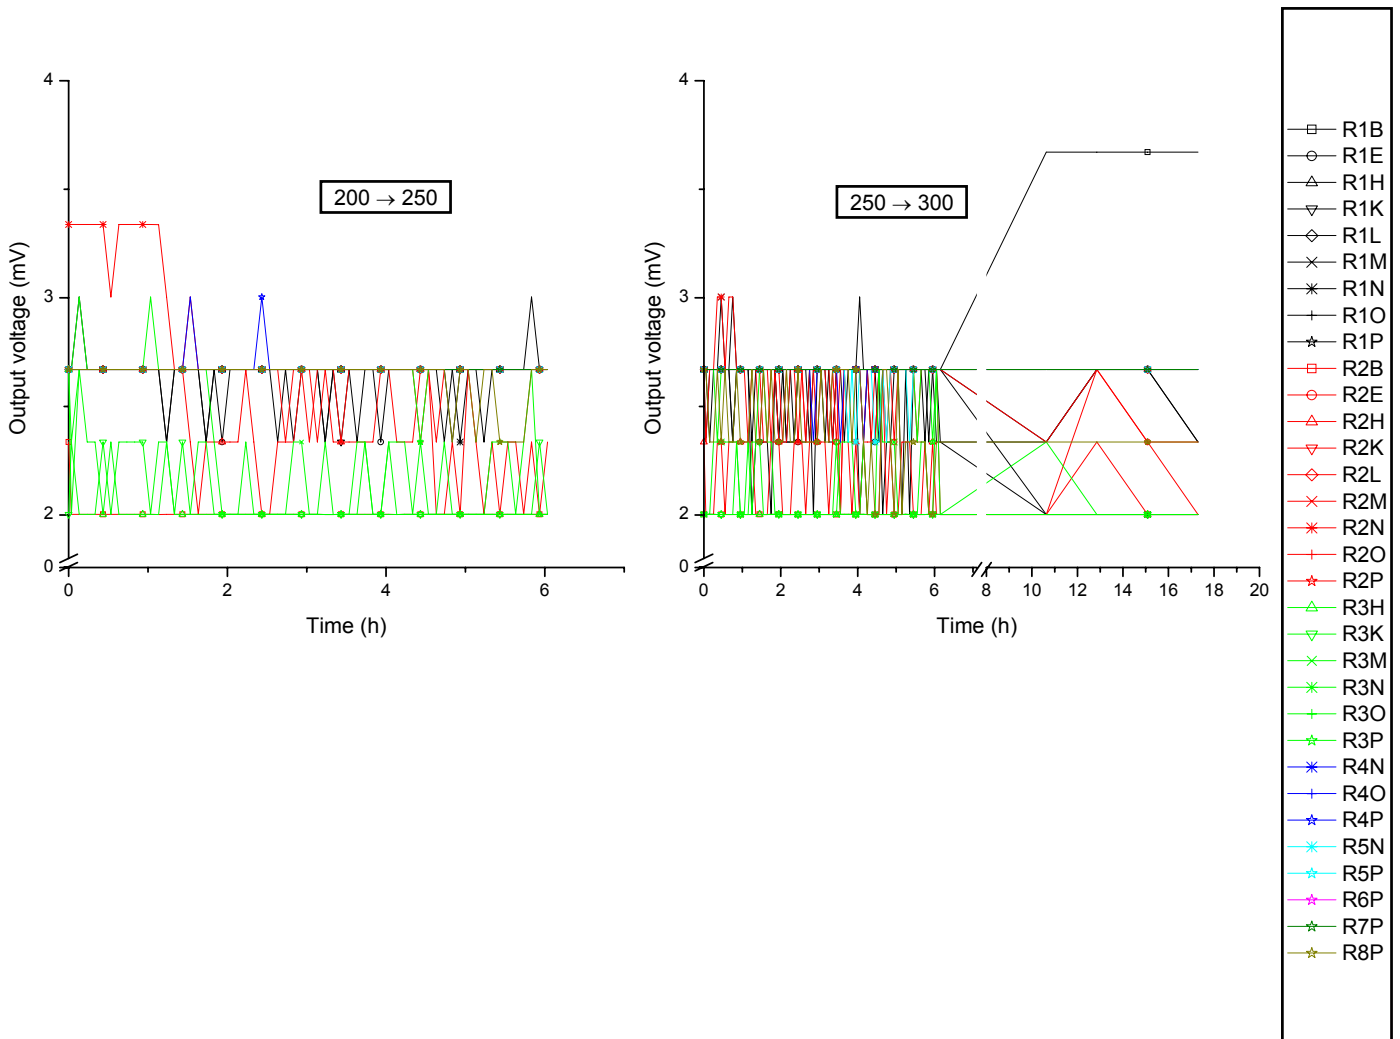 4
3
2
0
Output voltage (mV)
200 → 250
0
2
4
6
Time (h)
4
3
2
0
Output voltage (mV)
250 → 300
0
2
4
6
8
10
12
14
16
18
20
Time (h)
R1B
R1E
R1H
R1K
R1L
R1M
R1N
R1O
R1P
R2B
R2E
R2H
R2K
R2L
R2M
R2N
R2O
R2P
R3H
R3K
R3M
R3N
R3O
R3P
R4N
R4O
R4P
R5N
R5P
R6P
R7P
R8P